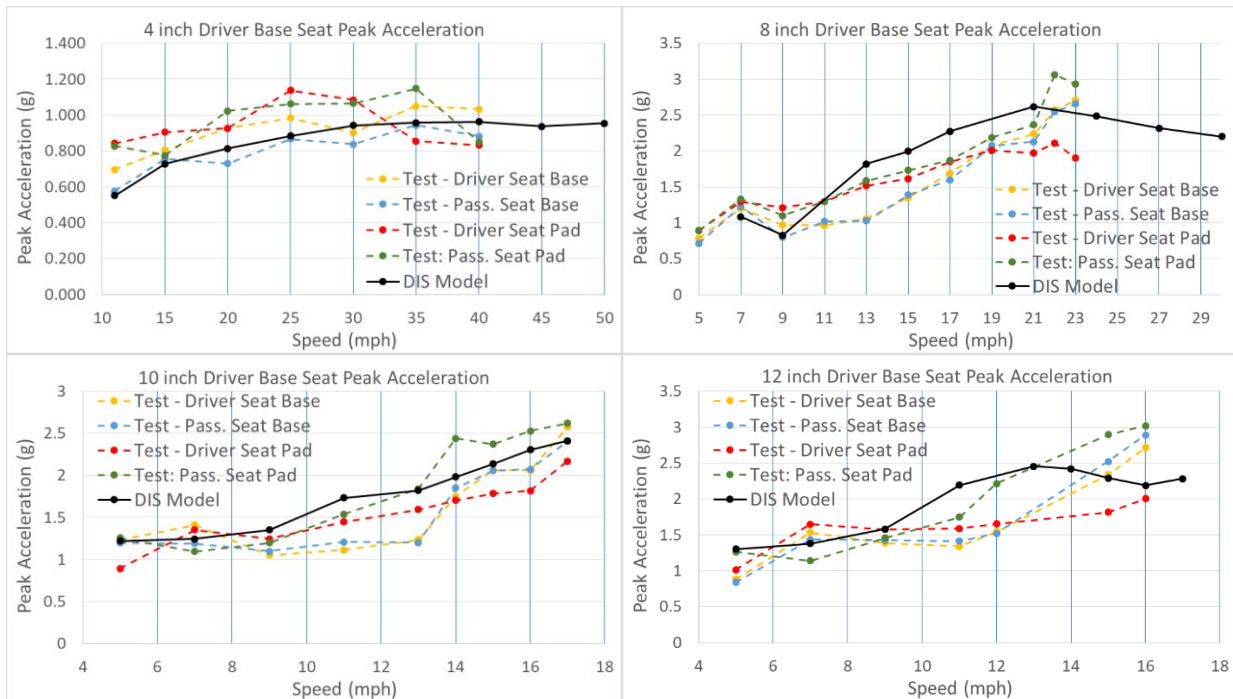 4 inch Driver Base Seat Peak Acceleration
Peak Acceleration (g)
1.400
1.200
1.000
0.800
0.600
0.400
0.200
0.000
10 15 20 25 30 35 40 45 50
Speed (mph)
Test - Driver Seat Base
Test - Pass. Seat Base
Test - Driver Seat Pad
Test: Pass. Seat Pad
DIS Model
8 inch Driver Base Seat Peak Acceleration
Peak Acceleration (g)
3.5
3
2.5
2
1.5
1
0.5
0
5 7 9 11 13 15 17 19 21 23 25 27 29
Speed (mph)
Test - Driver Seat Base
Test - Pass. Seat Base
Test - Driver Seat Pad
Test: Pass. Seat Pad
DIS Model
10 inch Driver Base Seat Peak Acceleration
Peak Acceleration (g)
3
2.5
2
1.5
1
0.5
0
4 6 8 10 12 14 16 18
Speed (mph)
Test - Driver Seat Base
Test - Pass. Seat Base
Test - Driver Seat Pad
Test: Pass. Seat Pad
DIS Model
12 inch Driver Base Seat Peak Acceleration
Peak Acceleration (g)
3.5
3
2.5
2
1.5
1
0.5
0
4 6 8 10 12 14 16 18
Speed (mph)
Test - Driver Seat Base
Test - Pass. Seat Base
Test - Driver Seat Pad
Test: Pass. Seat Pad
DIS Model